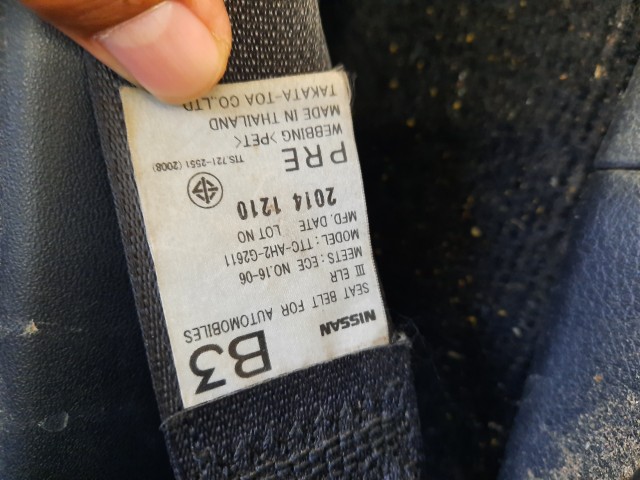 NISSAN B3
SEAT BELT FOR AUTOMOBILES
III ELR
MEETS: ECE NO.16-06
MODEL: TTC-AH2-G2611
MFD. DATE LOT NO
2014 1210
PRE TIS.721-2551 (2008)
WEBBING >PET<
MADE IN THAILAND
TAKATA-TOA CO.,LTD